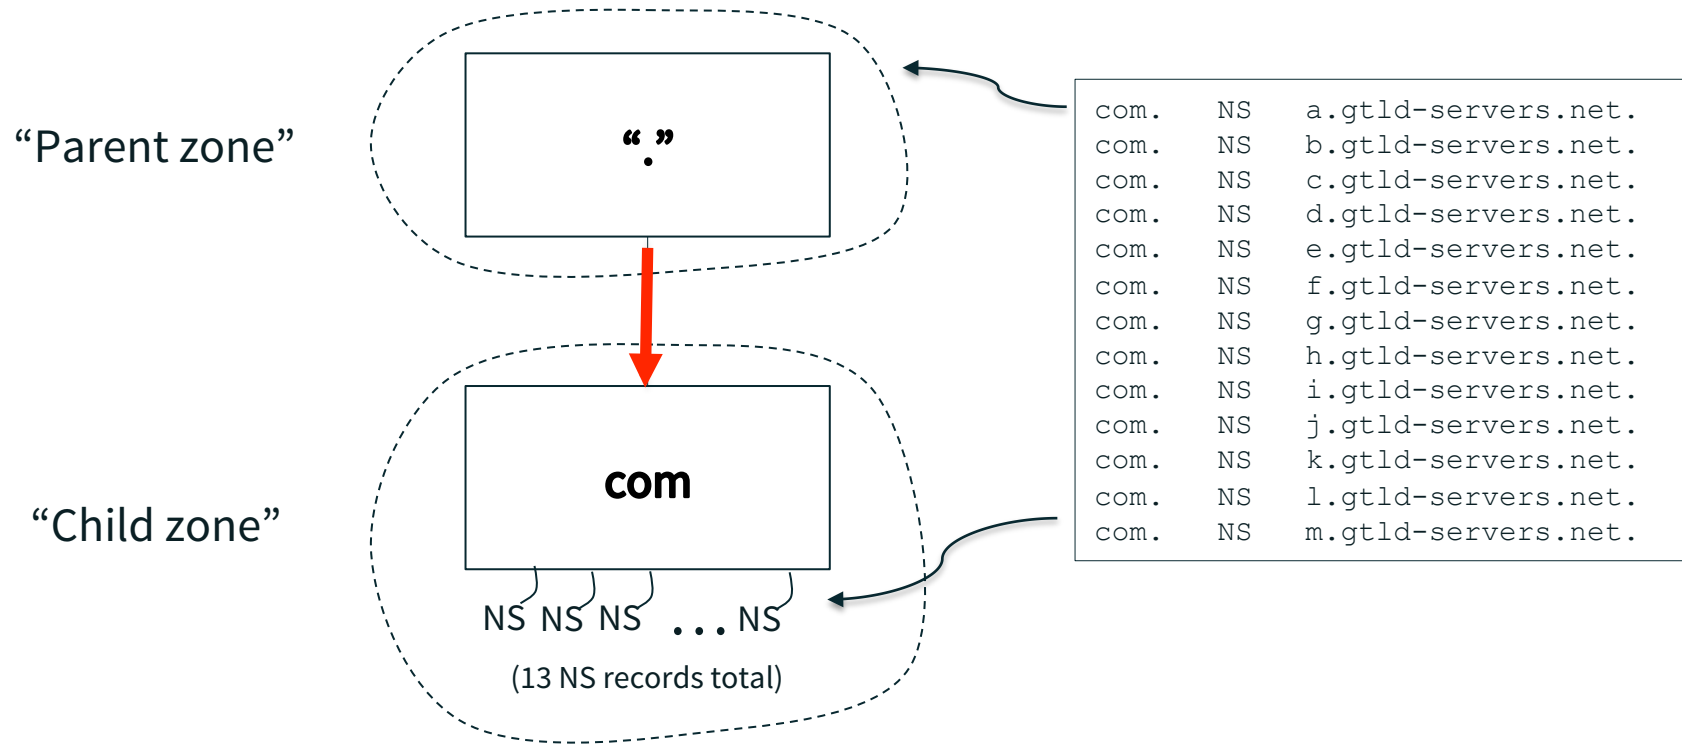 “Parent zone”
“.”
“Child zone”
com
NS NS NS ... NS
(13 NS records total)
com. NS a.gtld-servers.net.
com. NS b.gtld-servers.net.
com. NS c.gtld-servers.net.
com. NS d.gtld-servers.net.
com. NS e.gtld-servers.net.
com. NS f.gtld-servers.net.
com. NS g.gtld-servers.net.
com. NS h.gtld-servers.net.
com. NS i.gtld-servers.net.
com. NS j.gtld-servers.net.
com. NS k.gtld-servers.net.
com. NS l.gtld-servers.net.
com. NS m.gtld-servers.net.